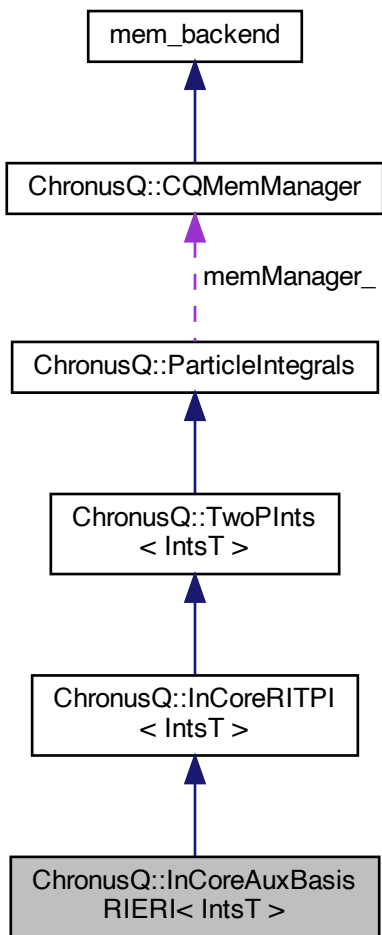 mem_backend
ChronusQ::CQMemManager
memManager_
ChronusQ::ParticleIntegrals
ChronusQ::TwoPInts
< IntsT >
ChronusQ::InCoreRITPI
< IntsT >
ChronusQ::InCoreAuxBasis
RIERI< IntsT >